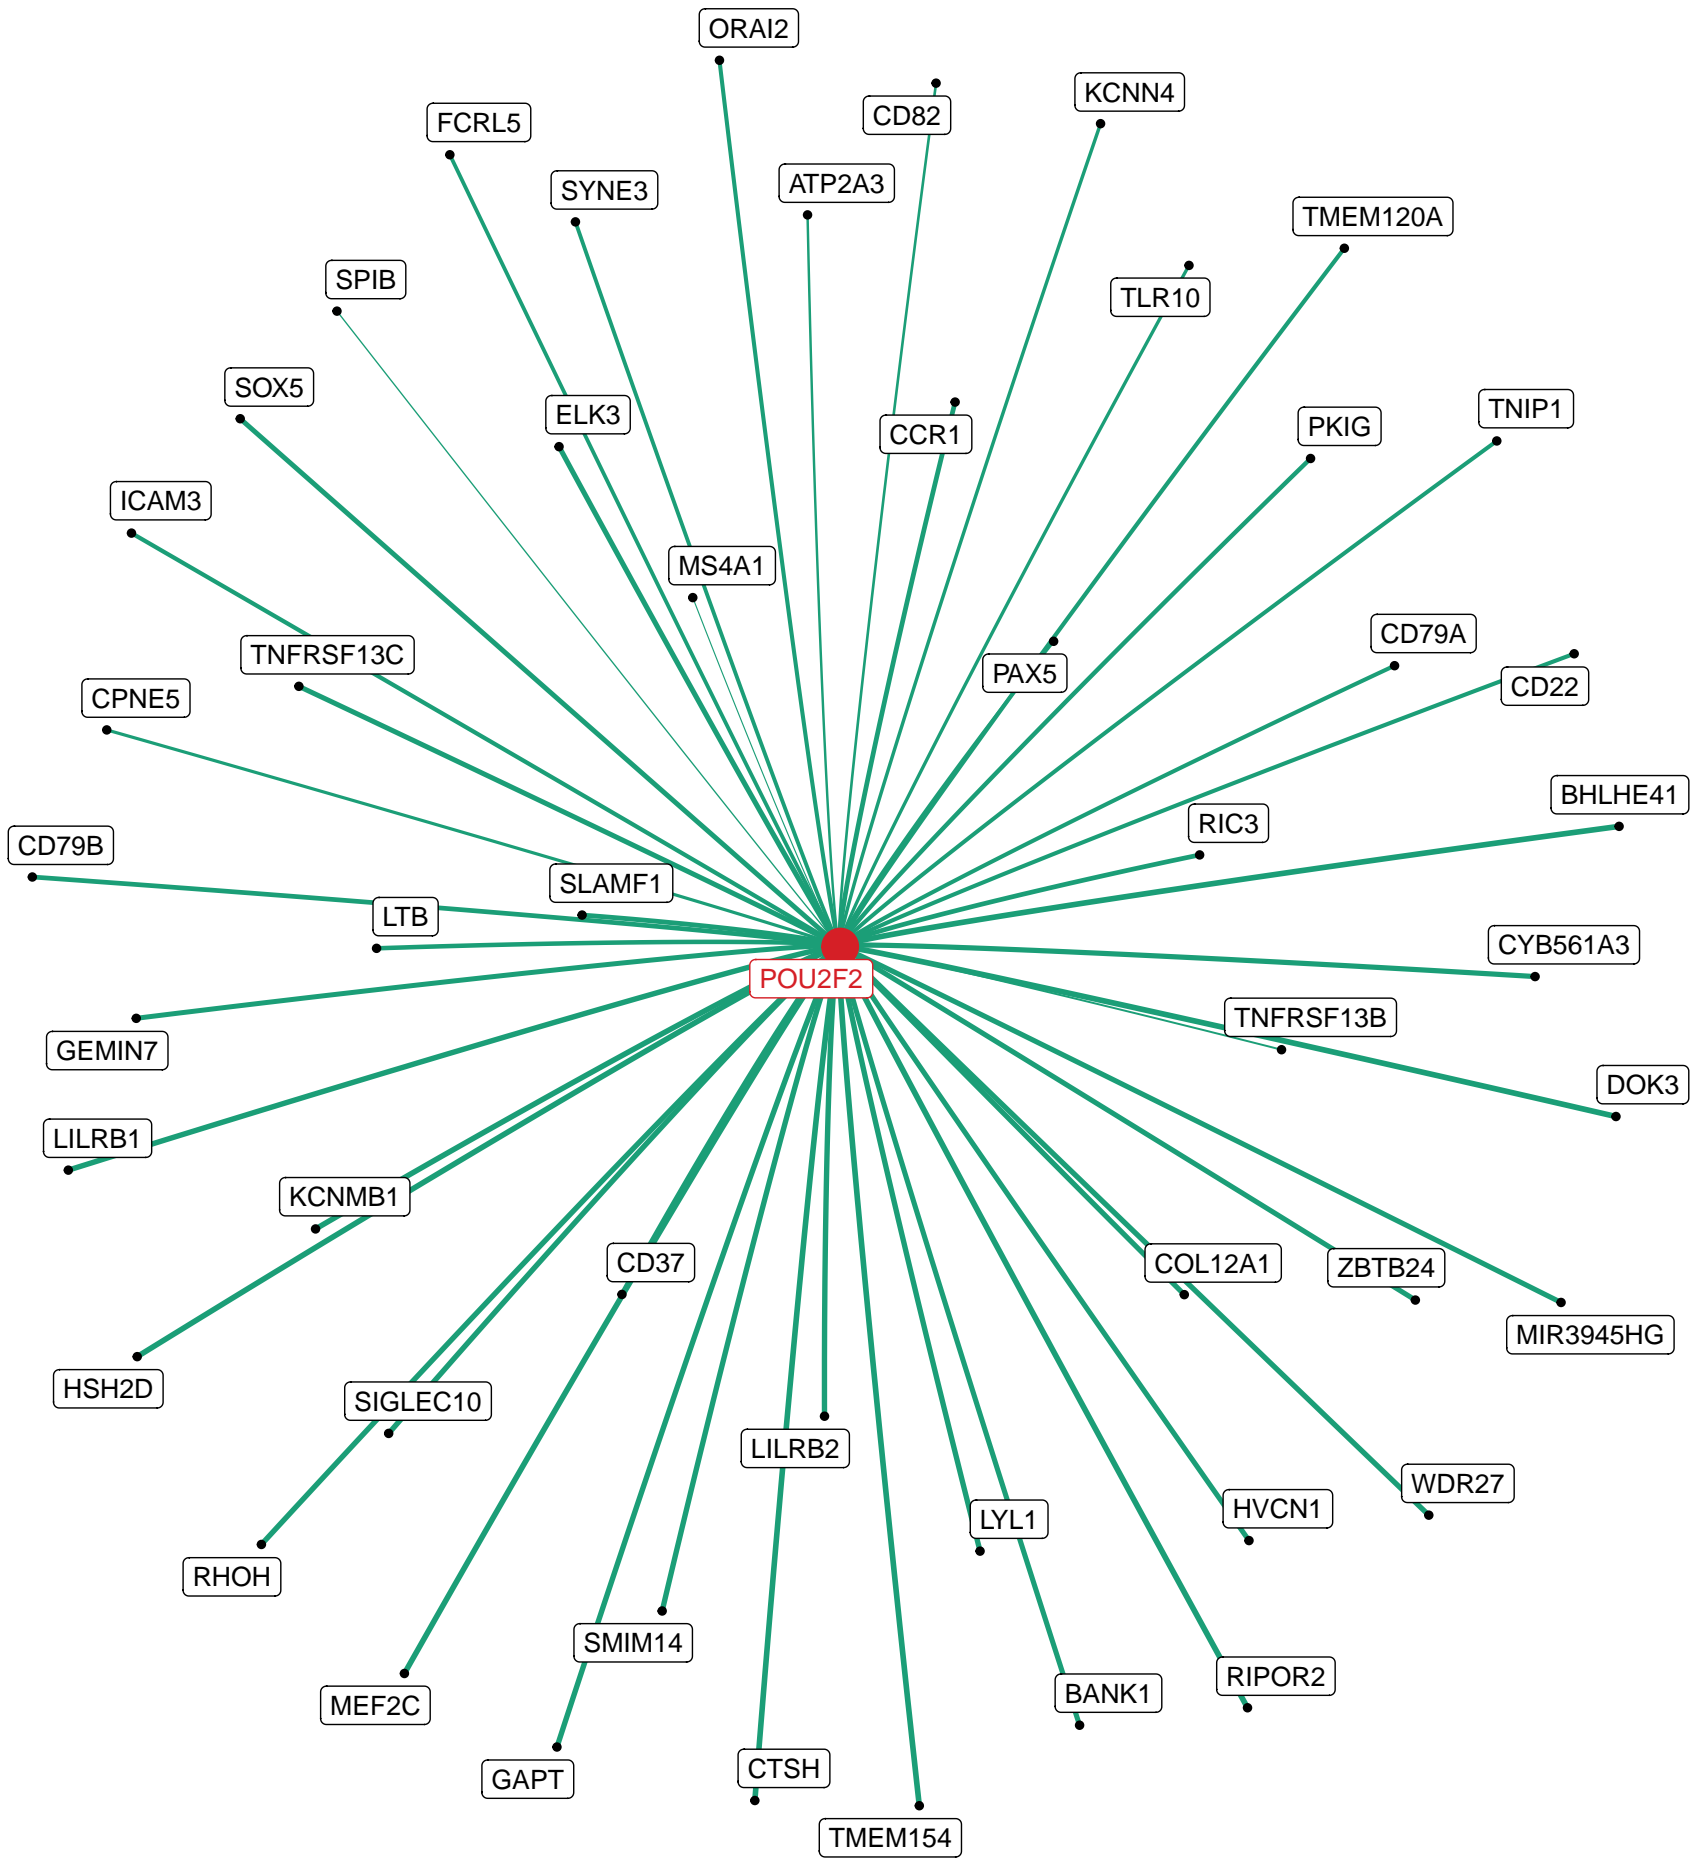 ORAI2
KCNN4
CD82
FCRL5
ATP2A3
SYNE3
TMEM120A
SPIB
TLR10
SOX5
TNIP1
ELK3
PKIG
CCR1
ICAM3
MS4A1
CD79A
TNFRSF13C
PAX5
CD22
CPNE5
BHLHE41
RIC3
CD79B
SLAMF1
LTB
CYB561A3
POU2F2
TNFRSF13B
GEMIN7
DOK3
LILRB1
KCNMB1
CD37
COL12A1
ZBTB24
MIR3945HG
HSH2D
SIGLEC10
LILRB2
WDR27
HVCN1
LYL1
RHOH
SMIM14
RIPOR2
BANK1
MEF2C
CTSH
GAPT
TMEM154